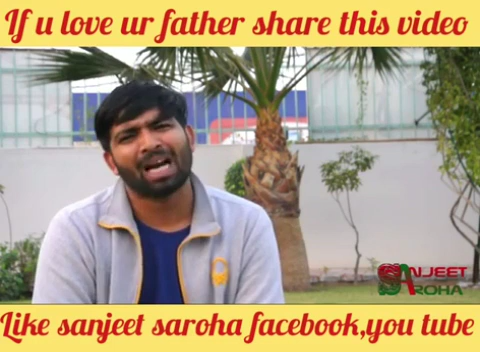 If u love ur father share this video
SANJEET
SAROHA
Like sanjeet saroha facebook,you tube